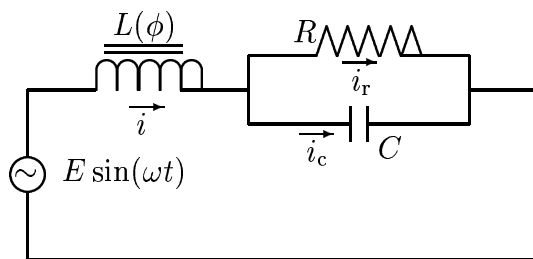 L(ϕ)
R
i
i_r
i_c
C
E sin(ωt)